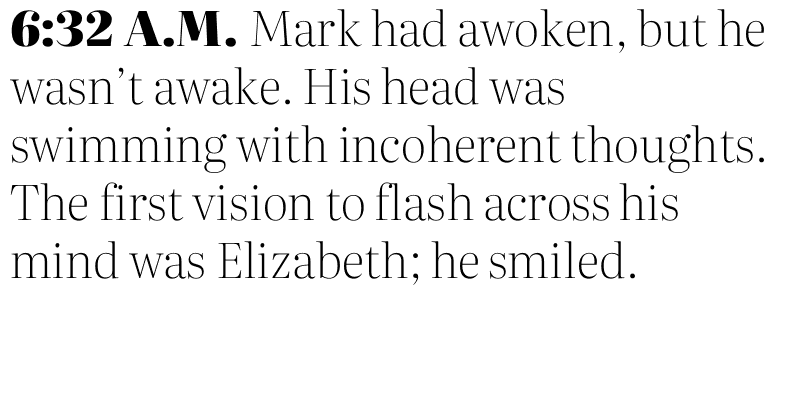 6:32 A.M. Mark had awoken, but he
wasn’t awake. His head was
swimming with incoherent thoughts.
The first vision to flash across his
mind was Elizabeth; he smiled.